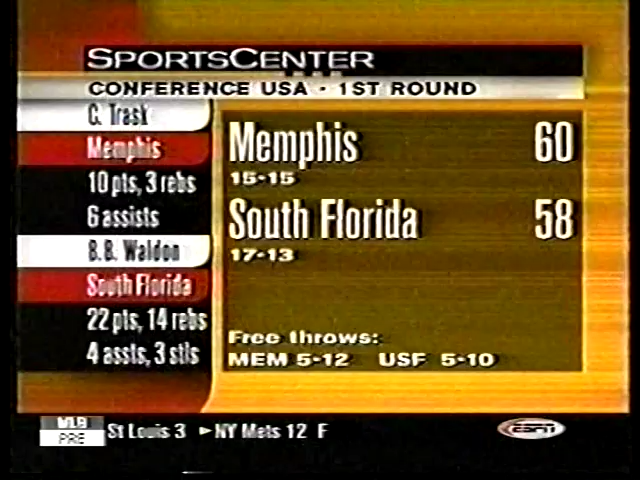 SPORTSCENTER
CONFERENCE USA · 1ST ROUND
C. Trask
Memphis
10 pts, 3 rebs
6 assists
B.B. Waldon
South Florida
22 pts, 14 rebs
4 assts, 3 stls
Memphis 60
15-15
South Florida 58
17-13
Free throws:
MEM 5-12 USF 5-10
MLB
PRE
St Louis 3 ►NY Mets 12 F
ESPN